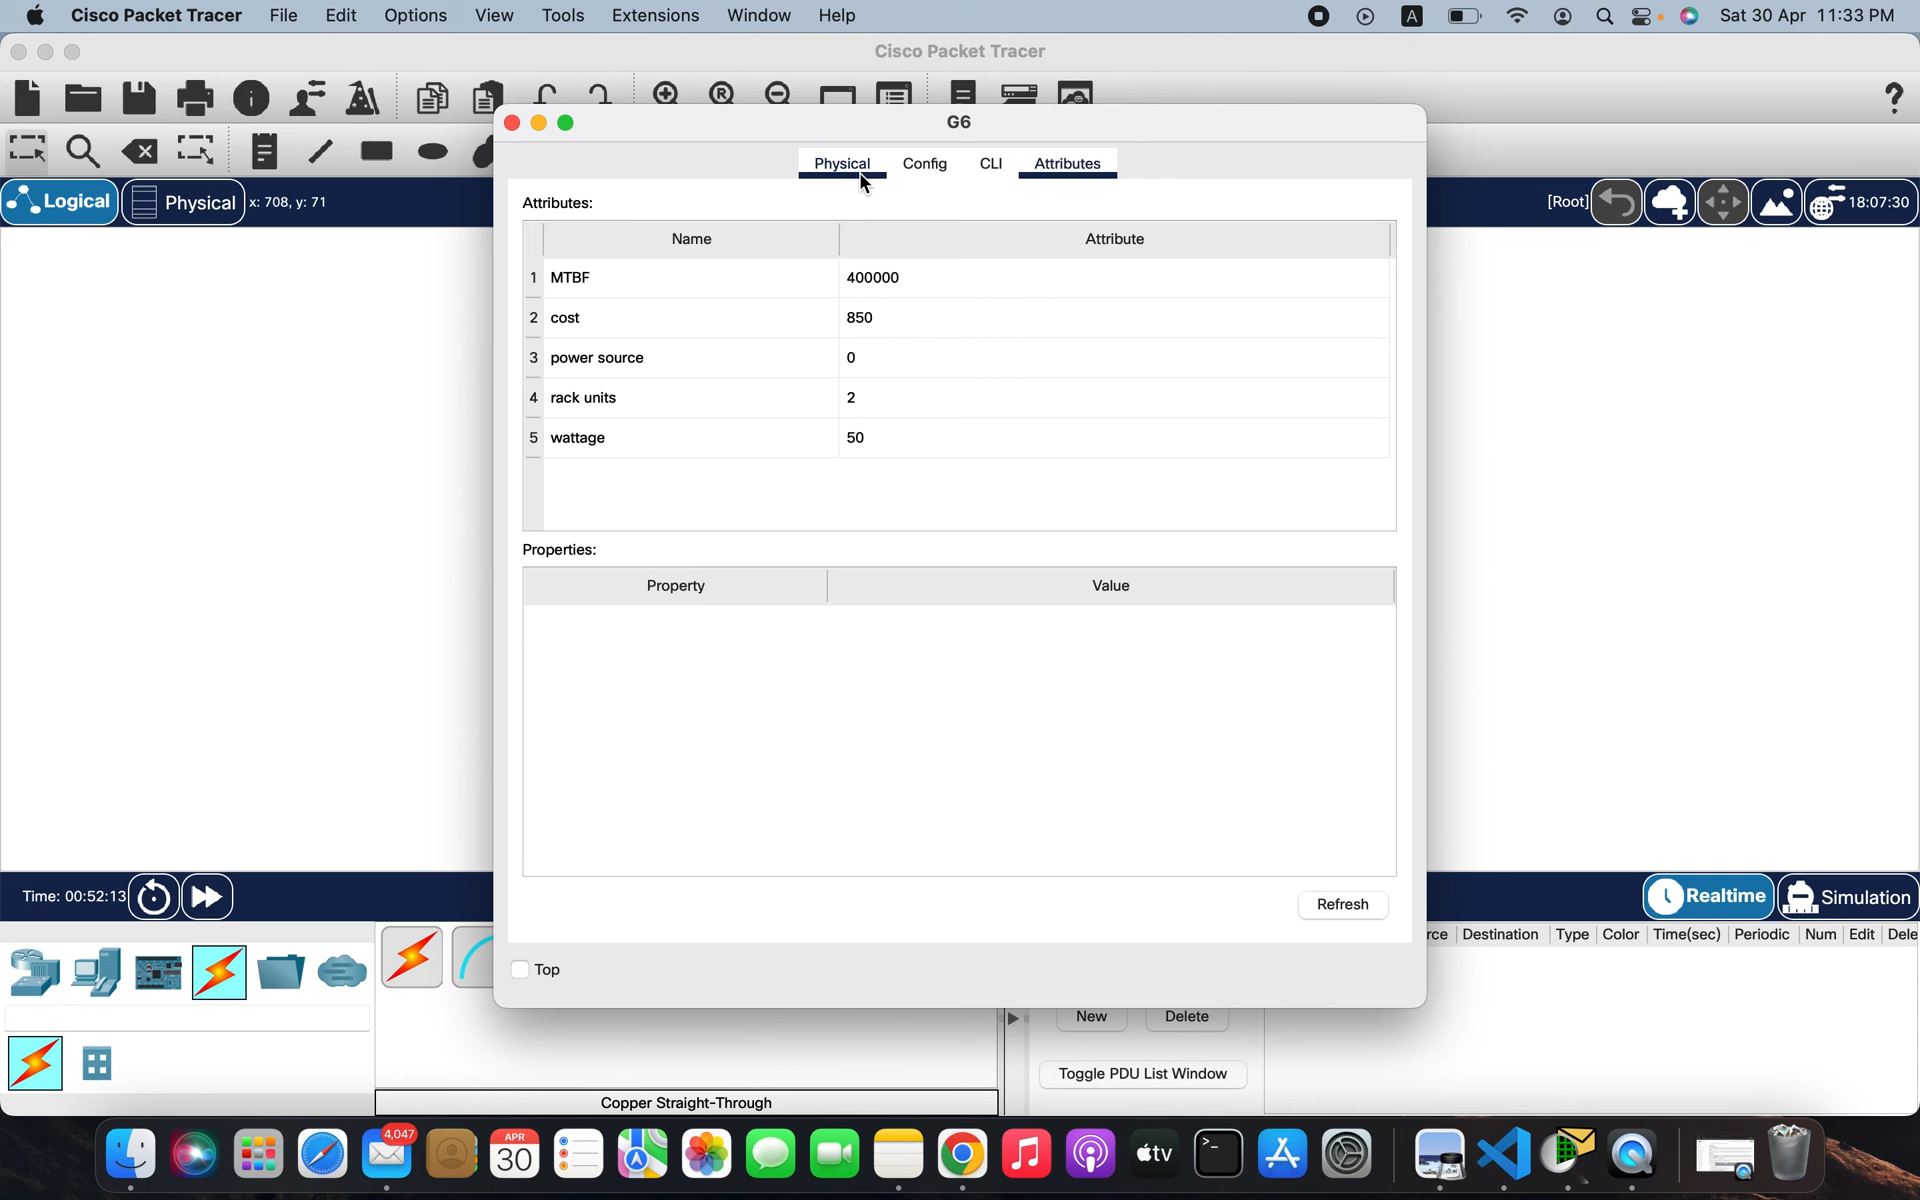 Cisco Packet Tracer File Edit Options View Tools Extensions Window Help A Sat 30 Apr 11:33 PM
Cisco Packet Tracer
?
G6
Physical Config CLI Attributes
Logical Physical x: 708, y: 71 [Root] 18:07:30
Attributes:
Name Attribute
1 MTBF 400000
2 cost 850
3 power source 0
4 rack units 2
5 wattage 50
Properties:
Property Value
Refresh
Time: 00:52:13 Realtime Simulation
rce Destination Type Color Time(sec) Periodic Num Edit Dele
Top
New Delete
Toggle PDU List Window
Copper Straight-Through
4,047
APR
30
tv